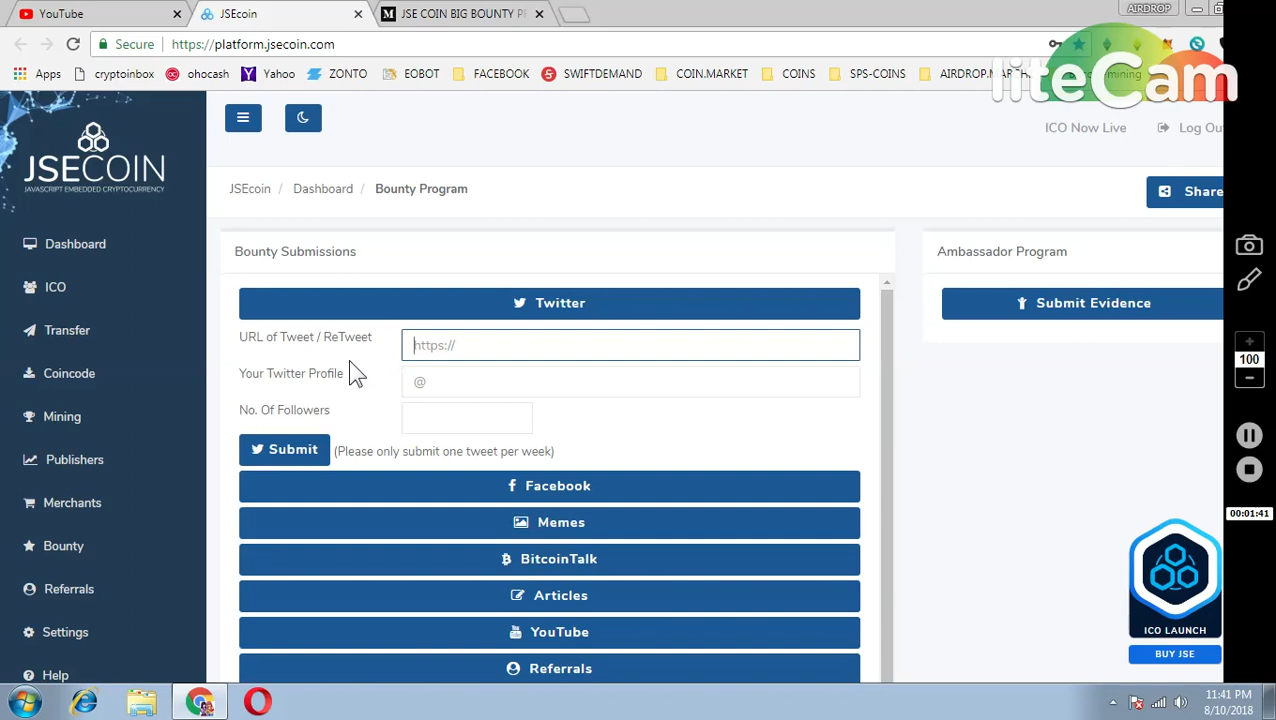 YouTube
JSEcoin
JSE COIN BIG BOUNTY
AIRDROP
Secure
https://platform.jsecoin.com
Apps
cryptoinbox
ohocash
Yahoo
ZONTO
EOBOT
FACEBOOK
SWIFTDEMAND
COIN.MARKET
COINS
SPS-COINS
mining
liteCam
JSECOIN
JAVASCRIPT EMBEDDED CRYPTOCURRENCY
ICO Now Live
Log Ou
JSEcoin / Dashboard / Bounty Program
Share
Dashboard
ICO
Transfer
Coincode
Mining
Publishers
Merchants
Bounty
Referrals
Settings
Help
Bounty Submissions
Twitter
URL of Tweet / ReTweet
https://
Your Twitter Profile
@
No. Of Followers
Submit (Please only submit one tweet per week)
Facebook
Memes
BitcoinTalk
Articles
YouTube
Referrals
Ambassador Program
Submit Evidence
100
00:01:41
ICO LAUNCH
BUY JSE
11:41 PM
8/10/2018